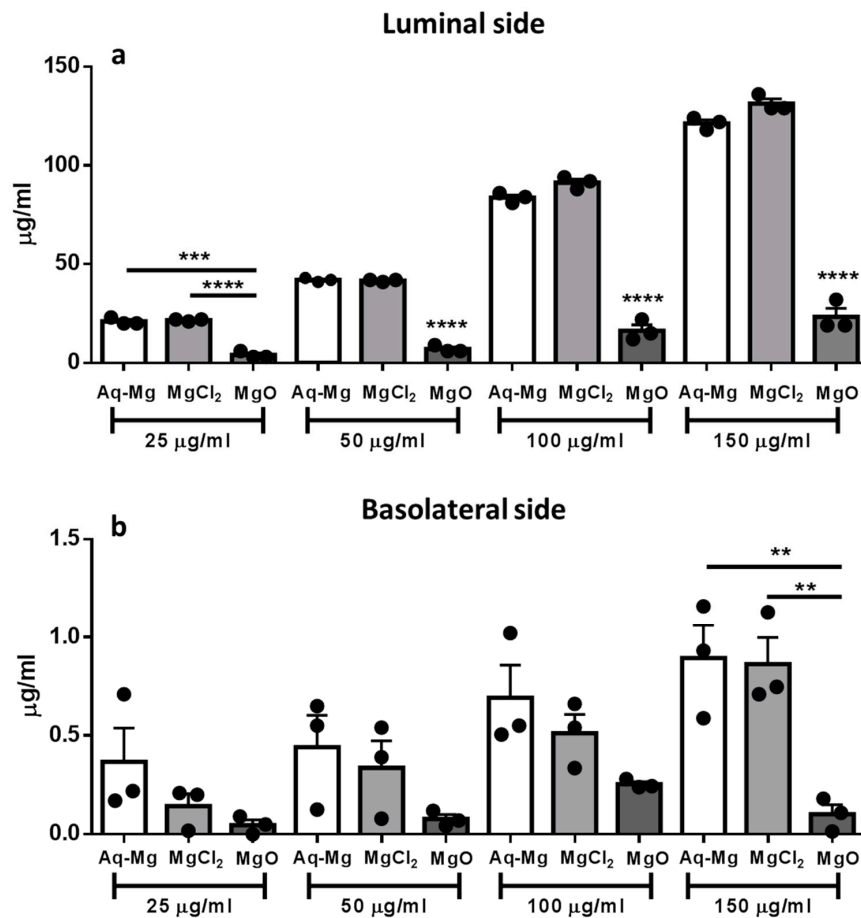 Luminal side
a
150
100
50
0
μg/ml
***
****
****
****
****
Aq-Mg MgCl₂ MgO Aq-Mg MgCl₂ MgO Aq-Mg MgCl₂ MgO Aq-Mg MgCl₂ MgO
25 μg/ml 50 μg/ml 100 μg/ml 150 μg/ml
Basolateral side
b
1.5
1.0
0.5
0.0
μg/ml
**
**
Aq-Mg MgCl₂ MgO Aq-Mg MgCl₂ MgO Aq-Mg MgCl₂ MgO Aq-Mg MgCl₂ MgO
25 μg/ml 50 μg/ml 100 μg/ml 150 μg/ml